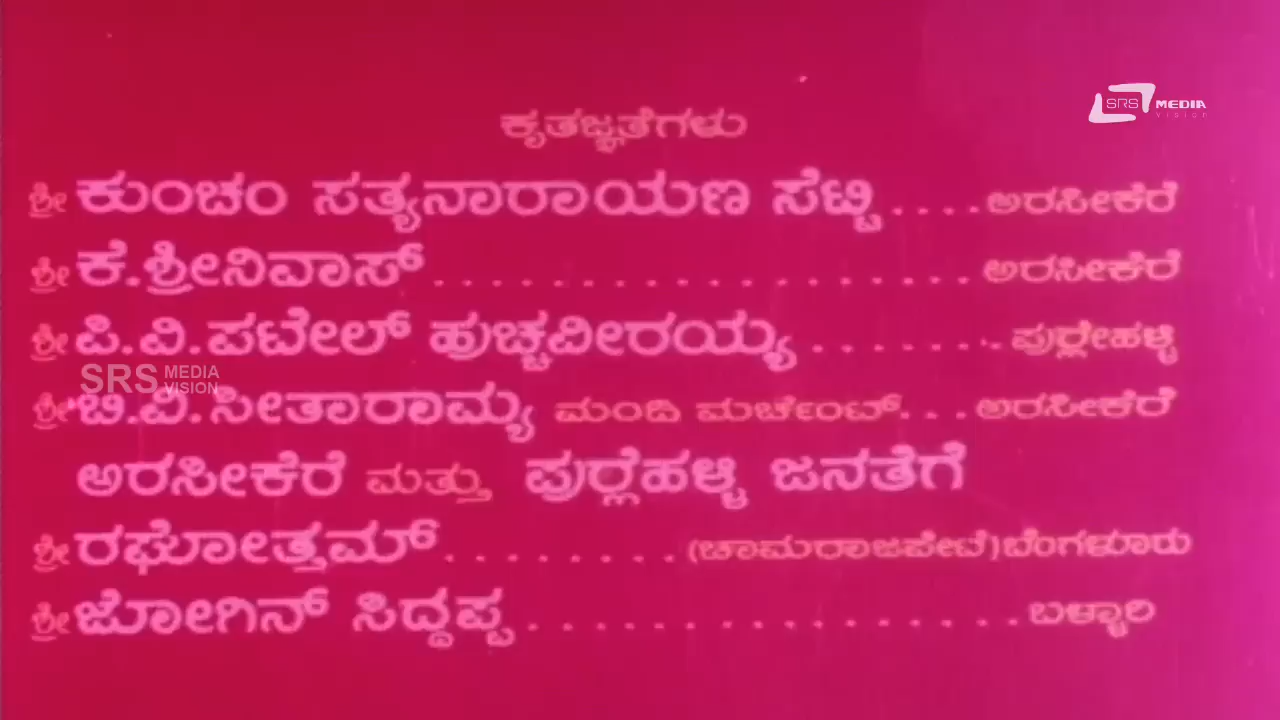 SRS MEDIA
Vision
ಕೃತಜ್ಞತೆಗಳು
ಶ್ರೀ ಕುಂಚಂ ಸತ್ಯನಾರಾಯಣ ಸೆಟ್ಟಿ .... ಅರಸೀಕೆರೆ
ಶ್ರೀ ಕೆ.ಶ್ರೀನಿವಾಸ್ .................. ಅರಸೀಕೆರೆ
ಶ್ರೀ ಪಿ.ವಿ.ಪಟೇಲ್ ಹುಚ್ಚವೀರಯ್ಯ ........ ಪುರ್‍ಲೇಹಳ್ಳಿ
SRS MEDIA
VISION
ಶ್ರೀ ಬಿ.ವಿ.ಸೀತಾರಾಮ್ಯ ಮಂದಿ ಮರ್ಚೆಂಟ್... ಅರಸೀಕೆರೆ
ಅರಸೀಕೆರೆ ಮತ್ತು ಪುರ್‍ಲೆಹಳ್ಳಿ ಜನತೆಗೆ
ಶ್ರೀ ರಘೋತ್ತಮ್ ........ (ಚಾಮರಾಜಪೇಟೆ) ಬೆಂಗಳೂರು
ಶ್ರೀ ಜೋಗಿನ್ ಸಿದ್ದಪ್ಪ ................. ಬಳ್ಳಾರಿ